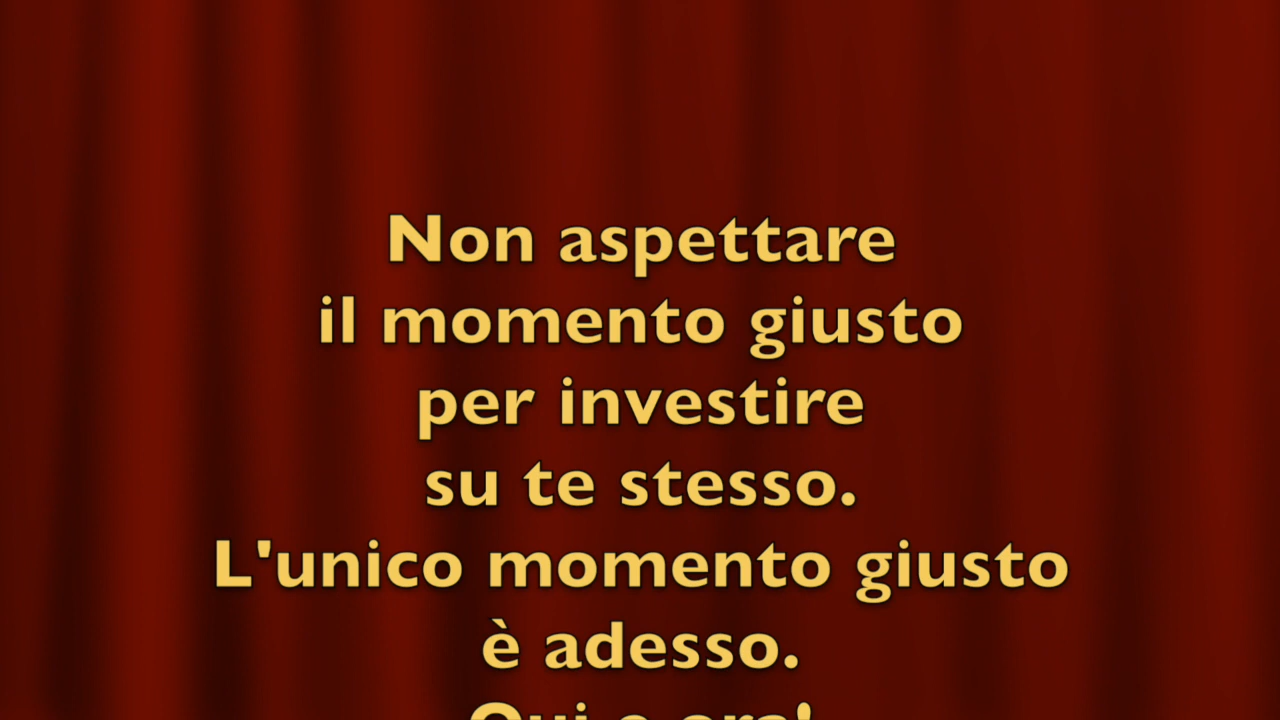 Non aspettare
il momento giusto
per investire
su te stesso.
L'unico momento giusto
è adesso.
Qui e ora!